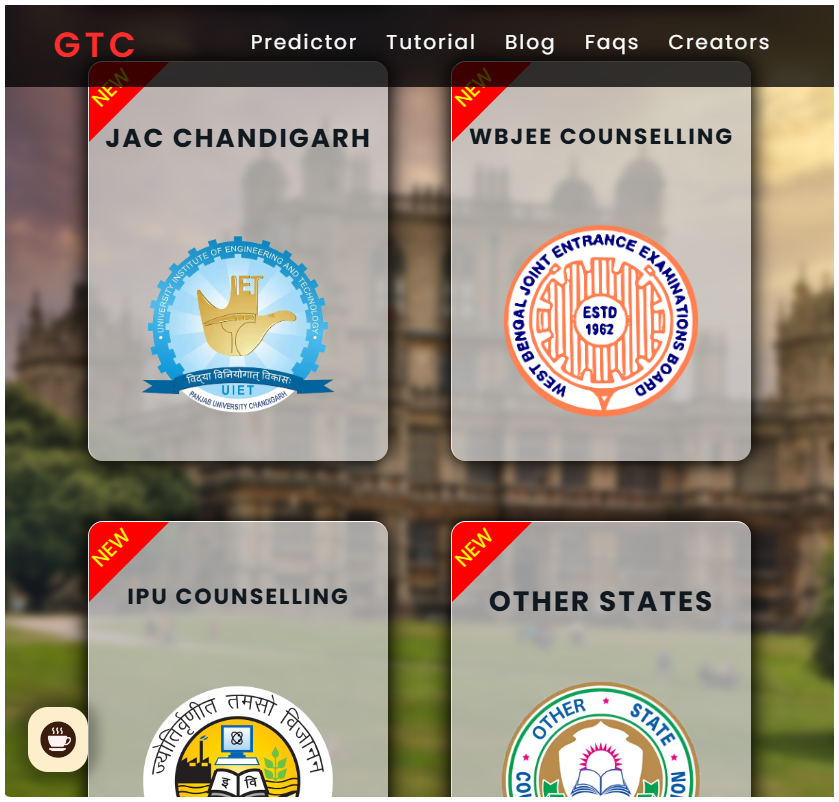 GTC
Predictor Tutorial Blog Faqs Creators
NEW
JAC CHANDIGARH
UNIVERSITY INSTITUTE OF ENGINEERING AND TECHNOLOGY
IET
विद्या विनियोगात् विकासः
UIET
PANJAB UNIVERSITY CHANDIGARH
NEW
WBJEE COUNSELLING
WEST BENGAL JOINT ENTRANCE EXAMINATIONS BOARD
ESTD
1962
NEW
IPU COUNSELLING
ज्योतिर्वृणीत तमसो विजानन
इ वि
NEW
OTHER STATES
OTHER STATE